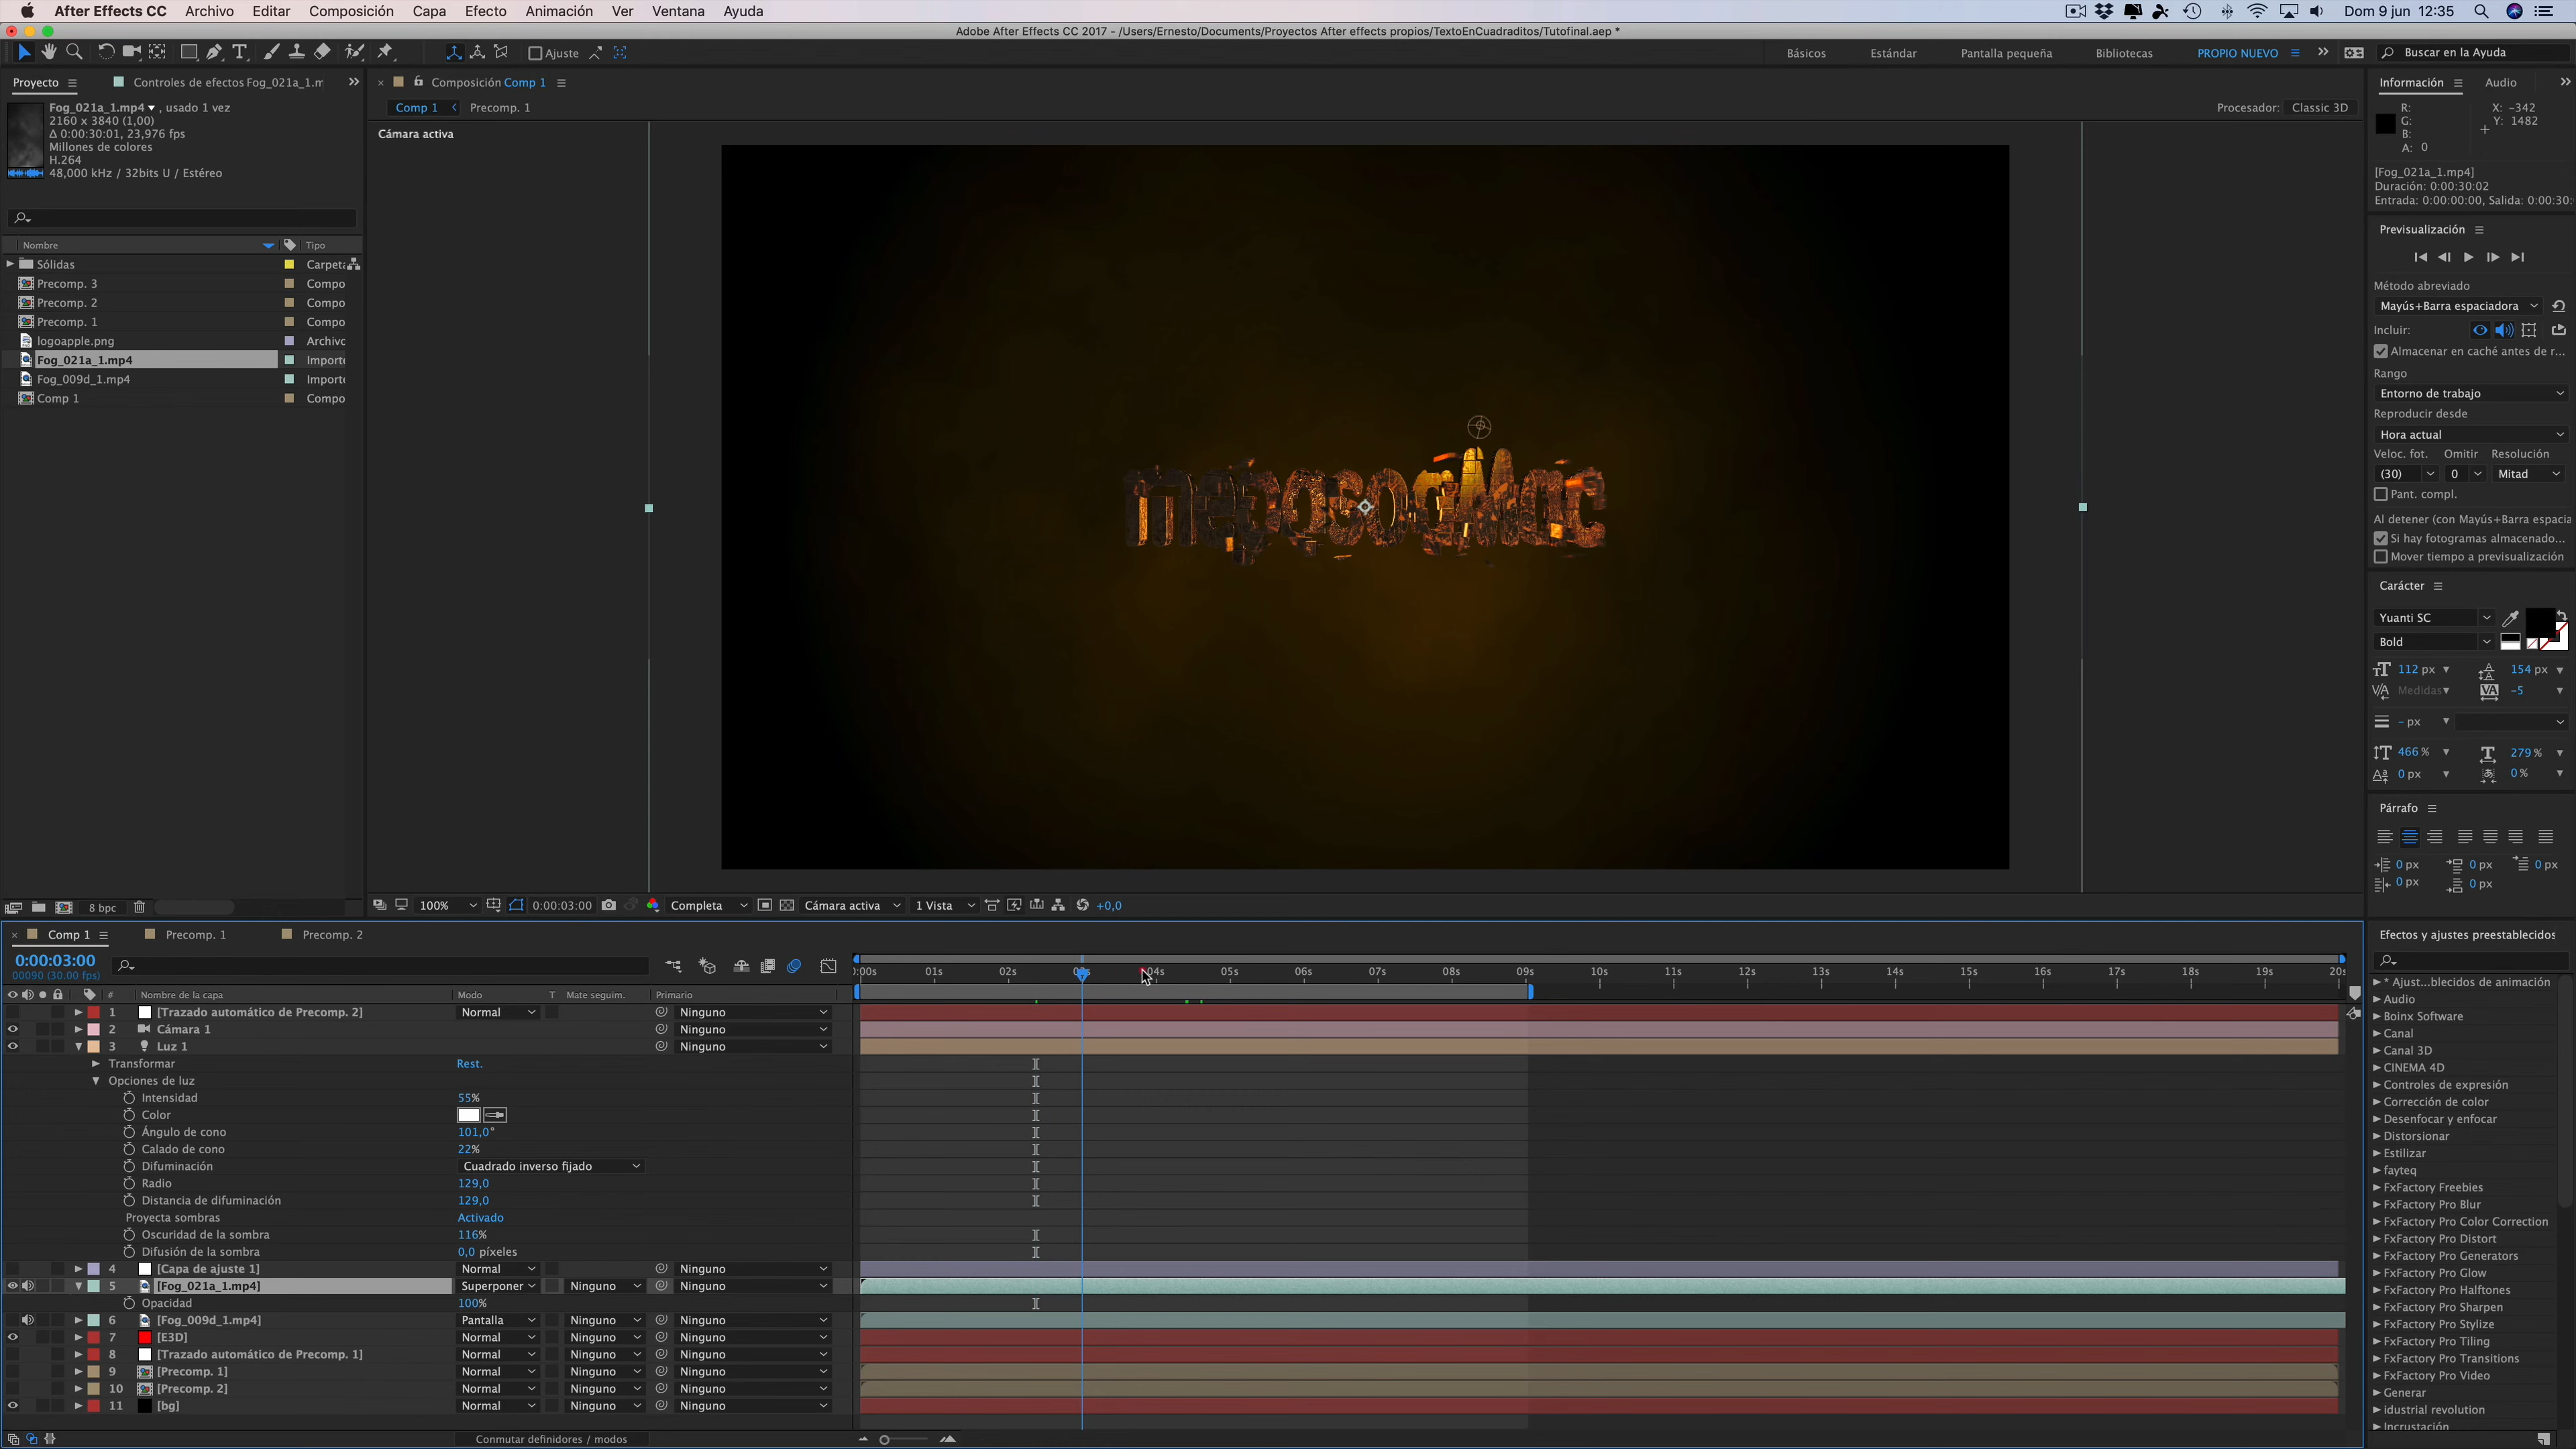 After Effects CC Archivo Editar Composición Capa Efecto Animación Ver Ventana Ayuda Dom 9 jun 12:35
Adobe After Effects CC 2017 - /Users/Ernesto/Documents/Proyectos After effects propios/TextoEnCuadraditos/Tutofinal.aep *
Ajuste Básicos Estándar Pantalla pequeña Bibliotecas PROPIO NUEVO Buscar en la Ayuda
Proyecto Controles de efectos Fog_021a_1.m
Fog_021a_1.mp4 , usado 1 vez
2160 x 3840 (1,00)
Δ 0:00:30:01, 23,976 fps
Millones de colores
H.264
48,000 kHz / 32bits U / Estéreo
Nombre Tipo
Sólidas Carpeta
Precomp. 3 Compo
Precomp. 2 Compo
Precomp. 1 Compo
logoapple.png Archivo
Fog_021a_1.mp4 Importe
Fog_009d_1.mp4 Importe
Comp 1 Compo
8 bpc
Composición Comp 1
Comp 1 Precomp. 1 Procesador: Classic 3D
Cámara activa
100% 0:00:03:00 Completa Cámara activa 1 Vista +0,0
Información Audio
R: X: -342
G: Y: 1482
B:
A: 0
[Fog_021a_1.mp4]
Duración: 0:00:30:02
Entrada: 0:00:00:00, Salida: 0:00:30:
Previsualización
Método abreviado
Mayús+Barra espaciadora
Incluir:
Almacenar en caché antes de r...
Rango
Entorno de trabajo
Reproducir desde
Hora actual
Veloc. fot. Omitir Resolución
(30) 0 Mitad
Pant. compl.
Al detener (con Mayús+Barra espacia
Si hay fotogramas almacenado...
Mover tiempo a previsualización
Carácter
Yuanti SC
Bold
112 px 154 px
Medidas -5
- px
466 % 279 %
0 px 0 %
Párrafo
0 px 0 px 0 px
0 px 0 px
Comp 1 Precomp. 1 Precomp. 2
0:00:03:00
00090 (30.00 fps)
:00s 01s 02s 03s 04s 05s 06s 07s 08s 09s 10s 11s 12s 13s 14s 15s 16s 17s 18s 19s 20s
# Nombre de la capa Modo T Mate seguim. Primario
1 [Trazado automático de Precomp. 2] Normal Ninguno
2 Cámara 1 Ninguno
3 Luz 1 Ninguno
Transformar Rest.
Opciones de luz
Intensidad 55%
Color
Ángulo de cono 101,0°
Calado de cono 22%
Difuminación Cuadrado inverso fijado
Radio 129,0
Distancia de difuminación 129,0
Proyecta sombras Activado
Oscuridad de la sombra 116%
Difusión de la sombra 0,0 píxeles
4 [Capa de ajuste 1] Normal Ninguno Ninguno
5 [Fog_021a_1.mp4] Superponer Ninguno Ninguno
Opacidad 100%
6 [Fog_009d_1.mp4] Pantalla Ninguno Ninguno
7 [E3D] Normal Ninguno Ninguno
8 [Trazado automático de Precomp. 1] Normal Ninguno Ninguno
9 [Precomp. 1] Normal Ninguno Ninguno
10 [Precomp. 2] Normal Ninguno Ninguno
11 [bg] Normal Ninguno Ninguno
Conmutar definidores / modos
Efectos y ajustes preestablecidos
* Ajust...blecidos de animación
Audio
Boinx Software
Canal
Canal 3D
CINEMA 4D
Controles de expresión
Corrección de color
Desenfocar y enfocar
Distorsionar
Estilizar
fayteq
FxFactory Freebies
FxFactory Pro Blur
FxFactory Pro Color Correction
FxFactory Pro Distort
FxFactory Pro Generators
FxFactory Pro Glow
FxFactory Pro Halftones
FxFactory Pro Sharpen
FxFactory Pro Stylize
FxFactory Pro Tiling
FxFactory Pro Transitions
FxFactory Pro Video
Generar
idustrial revolution
Incrustación